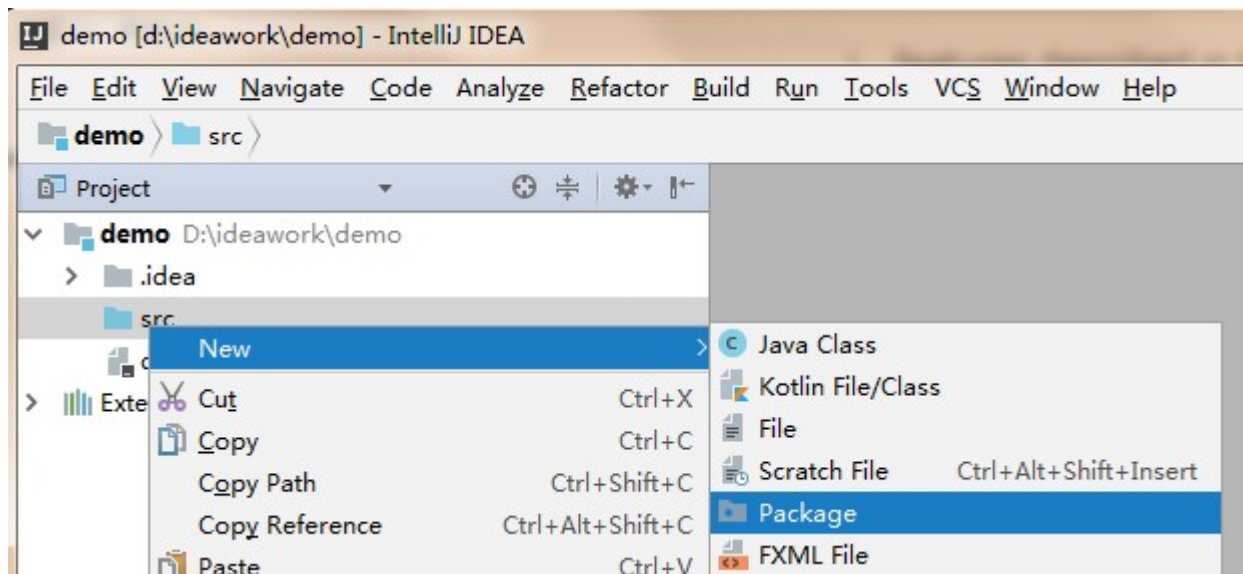 IJ demo [d:\ideawork\demo] - IntelliJ IDEA
File Edit View Navigate Code Analyze Refactor Build Run Tools VCS Window Help
demo src
Project
demo D:\ideawork\demo
.idea
src
New
Java Class
Cut Ctrl+X
Kotlin File/Class
Exte
Copy Ctrl+C
File
Copy Path Ctrl+Shift+C
Scratch File Ctrl+Alt+Shift+Insert
Copy Reference Ctrl+Alt+Shift+C
Package
Paste Ctrl+V
FXML File